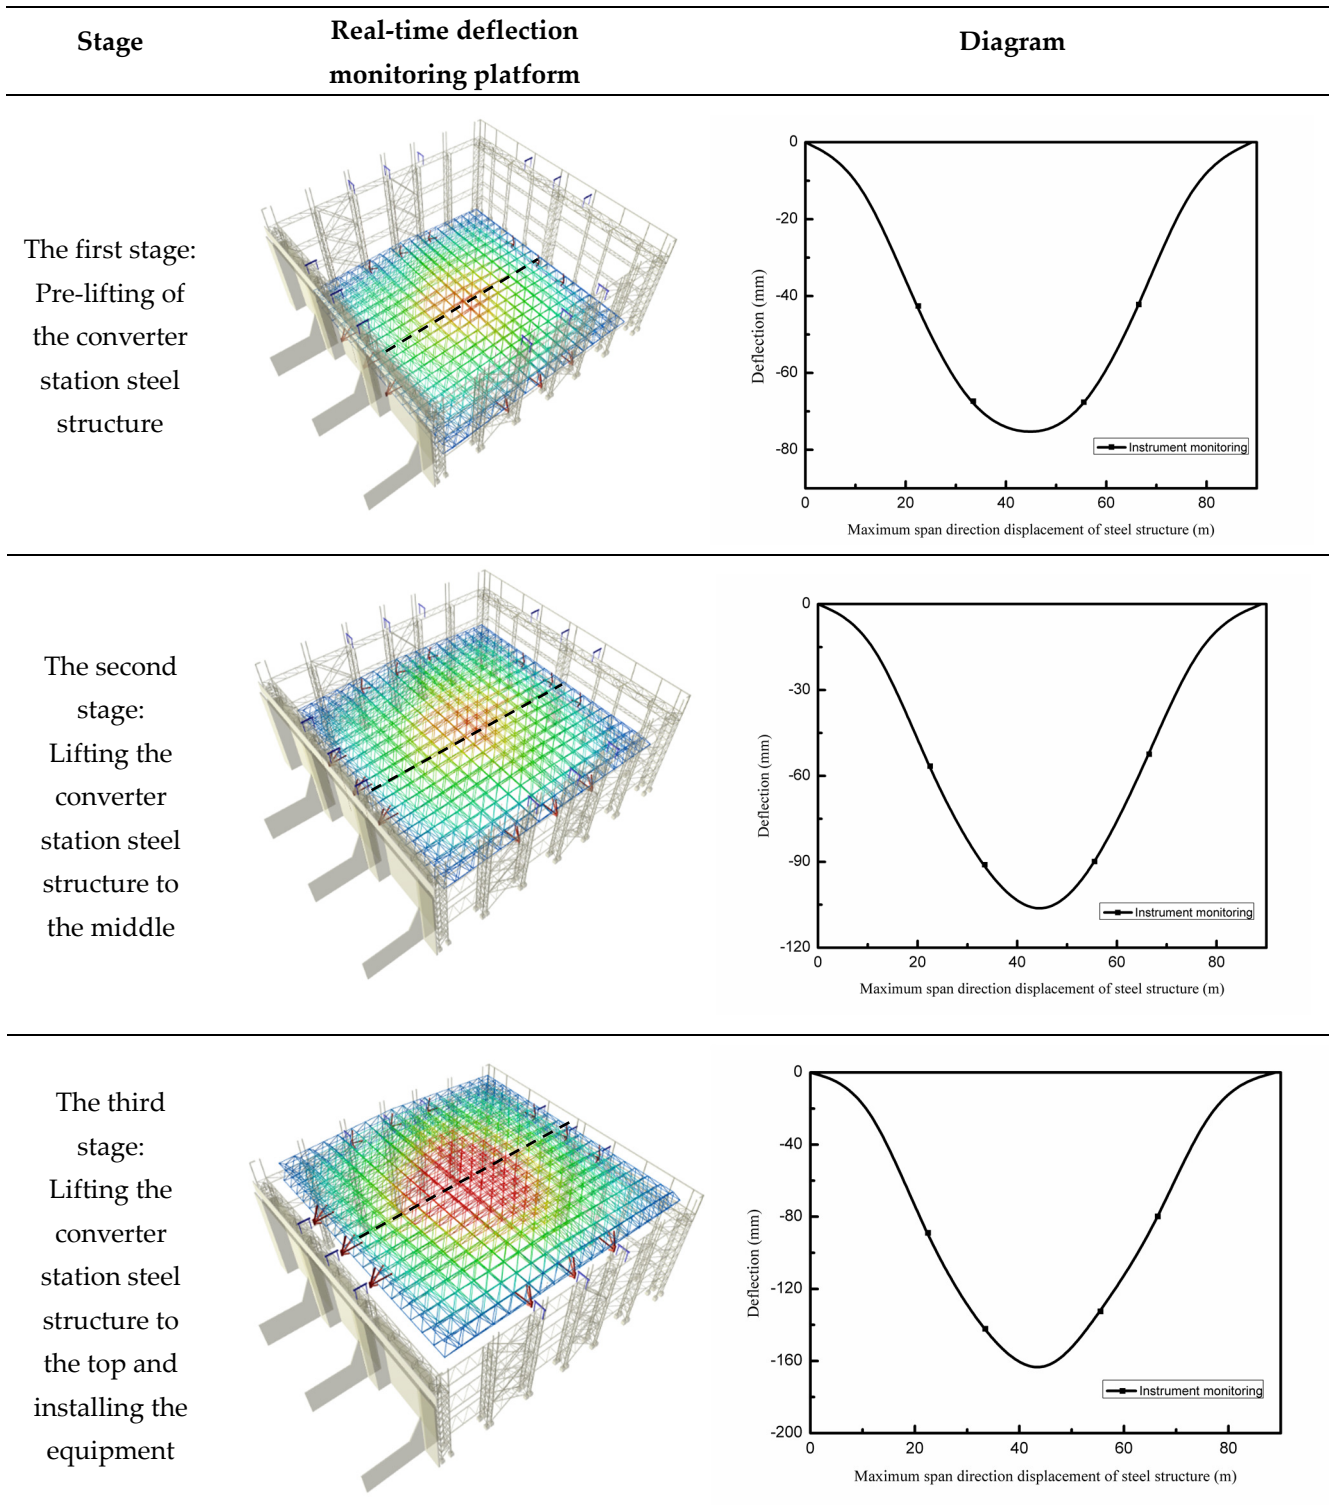 Stage
Real-time deflection
monitoring platform
Diagram
The first stage:
Pre-lifting of
the converter
station steel
structure
0
-20
-40
-60
-80
Deflection (mm)
Instrument monitoring
0 20 40 60 80
Maximum span direction displacement of steel structure (m)
The second
stage:
Lifting the
converter
station steel
structure to
the middle
0
-30
-60
-90
-120
Deflection (mm)
Instrument monitoring
0 20 40 60 80
Maximum span direction displacement of steel structure (m)
The third
stage:
Lifting the
converter
station steel
structure to
the top and
installing the
equipment
0
-40
-80
-120
-160
-200
Deflection (mm)
Instrument monitoring
0 20 40 60 80
Maximum span direction displacement of steel structure (m)